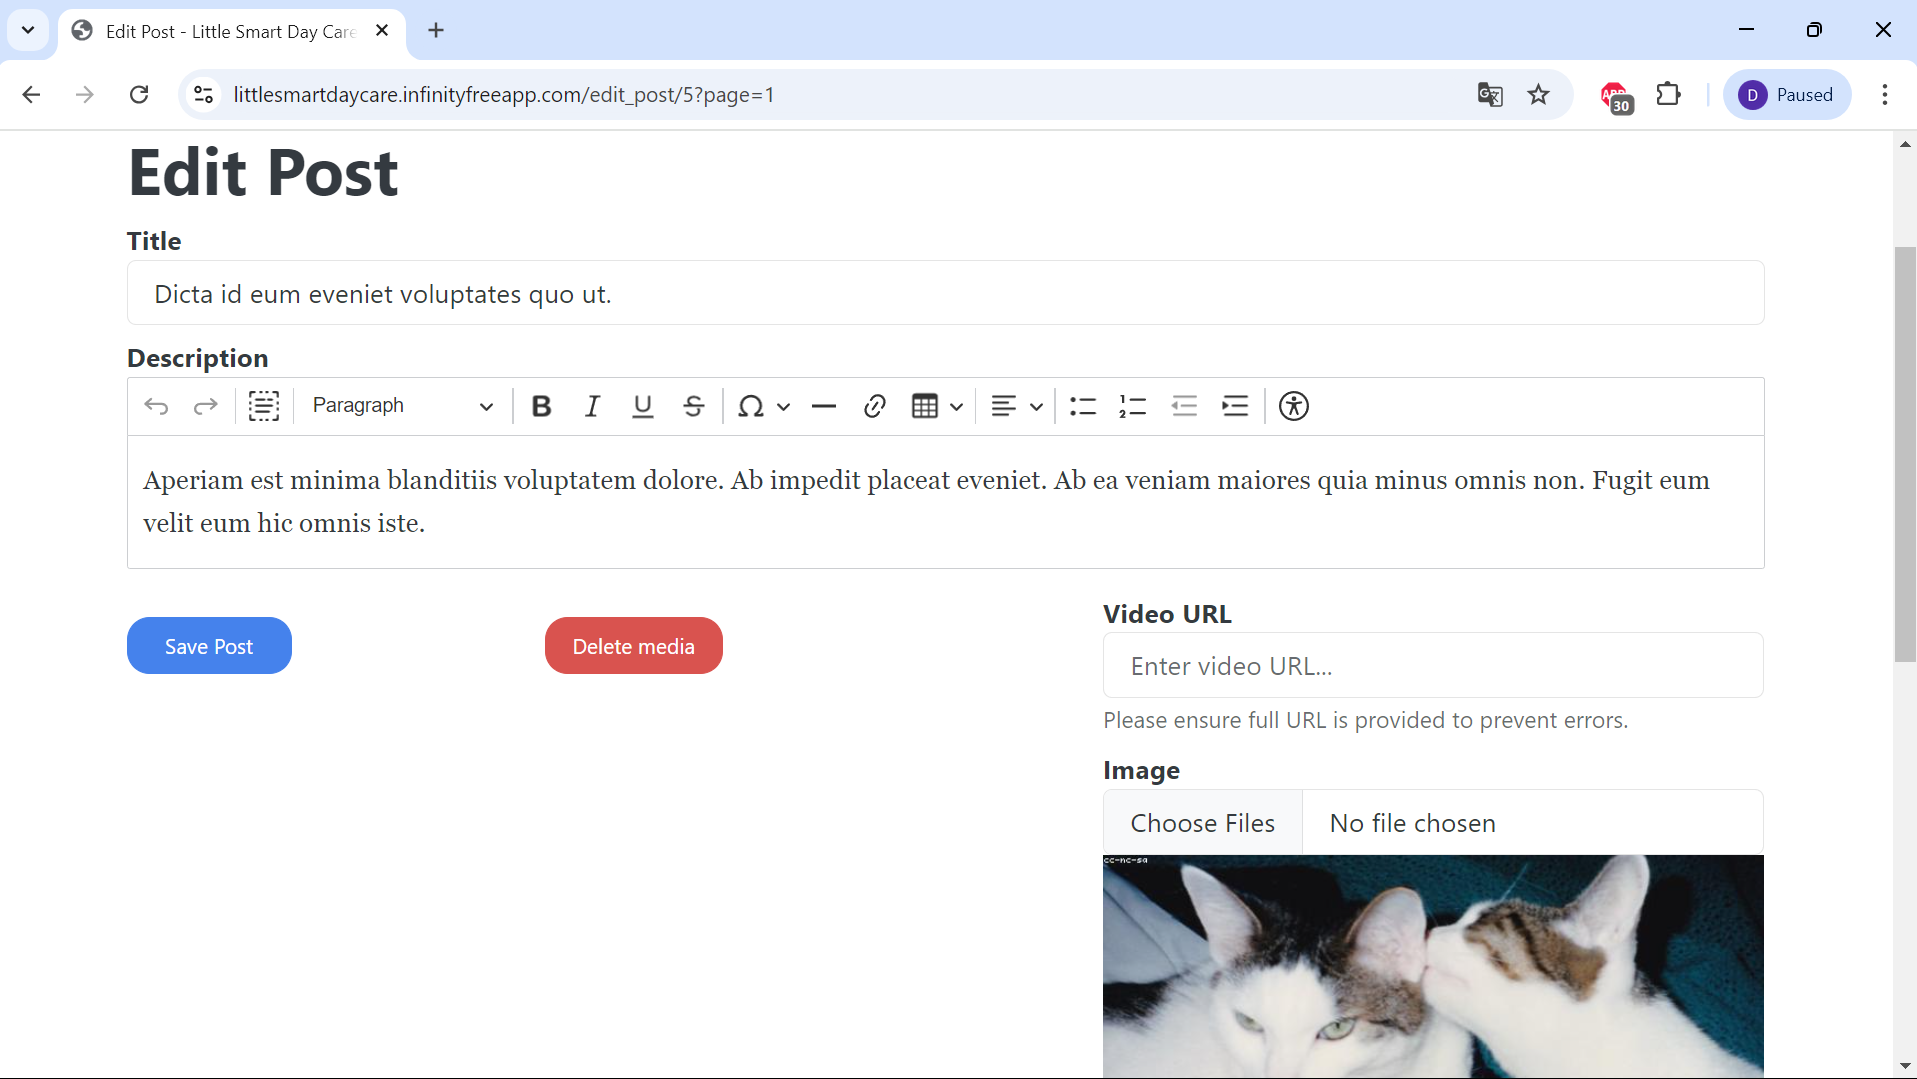 Edit Post - Little Smart Day Care
littlesmartdaycare.infinityfreeapp.com/edit_post/5?page=1
30
D
Paused
Edit Post
Title
Dicta id eum eveniet voluptates quo ut.
Description
Paragraph
B I U S Ω
Aperiam est minima blanditiis voluptatem dolore. Ab impedit placeat eveniet. Ab ea veniam maiores quia minus omnis non. Fugit eum
velit eum hic omnis iste.
Save Post
Delete media
Video URL
Enter video URL...
Please ensure full URL is provided to prevent errors.
Image
Choose Files
No file chosen
cc-nc-sa